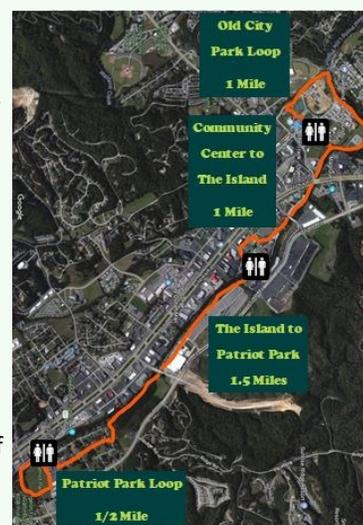 Old City
Park Loop
1 Mile
Community
Center to
The Island
1 Mile
Google
The Island to
Patriot Park
1.5 Miles
Patriot Park Loop
1/2 Mile